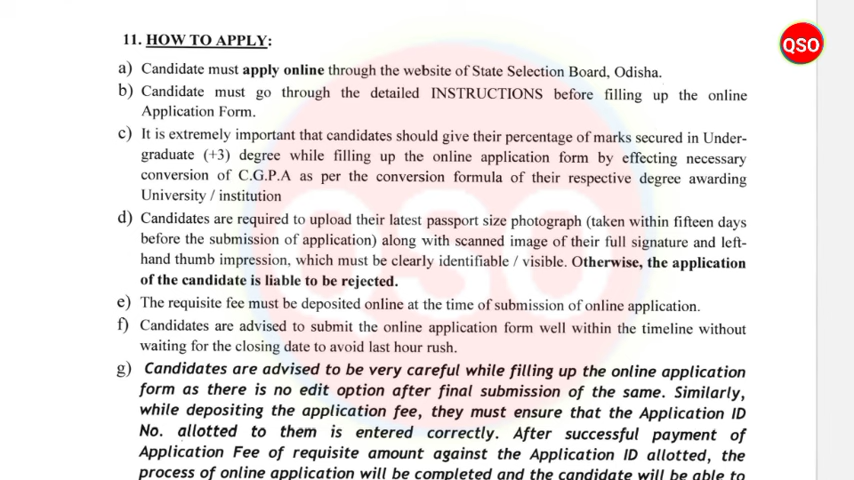 QSO
11. HOW TO APPLY:
a) Candidate must apply online through the website of State Selection Board, Odisha.
b) Candidate must go through the detailed INSTRUCTIONS before filling up the online
Application Form.
c) It is extremely important that candidates should give their percentage of marks secured in Under-
graduate (+3) degree while filling up the online application form by effecting necessary
conversion of C.G.P.A as per the conversion formula of their respective degree awarding
University / institution
d) Candidates are required to upload their latest passport size photograph (taken within fifteen days
before the submission of application) along with scanned image of their full signature and left-
hand thumb impression, which must be clearly identifiable / visible. Otherwise, the application
of the candidate is liable to be rejected.
e) The requisite fee must be deposited online at the time of submission of online application.
f) Candidates are advised to submit the online application form well within the timeline without
waiting for the closing date to avoid last hour rush.
g) Candidates are advised to be very careful while filling up the online application
form as there is no edit option after final submission of the same. Similarly,
while depositing the application fee, they must ensure that the Application ID
No. allotted to them is entered correctly. After successful payment of
Application Fee of requisite amount against the Application ID allotted, the
process of online application will be completed and the candidate will be able to
QSO